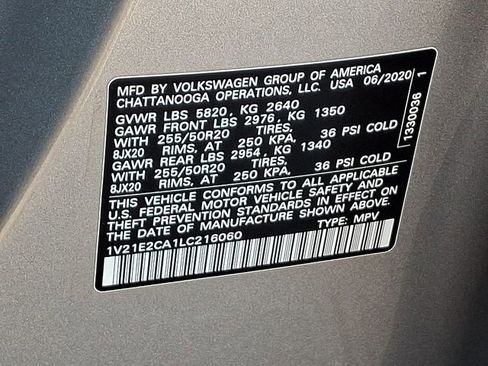 MFD BY VOLKSWAGEN GROUP OF AMERICA
CHATTANOOGA OPERATIONS, LLC. USA 06/2020
GVWR LBS 5820, KG 2640
GAWR FRONT LBS 2976, KG 1350
WITH 255/50R20 TIRES,
8JX20 RIMS, AT 250 KPA, 36 PSI COLD
GAWR REAR LBS 2954, KG 1340
WITH 255/50R20 TIRES,
8JX20 RIMS, AT 250 KPA, 36 PSI COLD
THIS VEHICLE CONFORMS TO ALL APPLICABLE
U.S. FEDERAL MOTOR VEHICLE SAFETY AND
THEFT PREVENTION STANDARDS IN EFFECT ON
THE DATE OF MANUFACTURE SHOWN ABOVE.
1V21E2CA1LC216060 TYPE: MPV
1330036 1